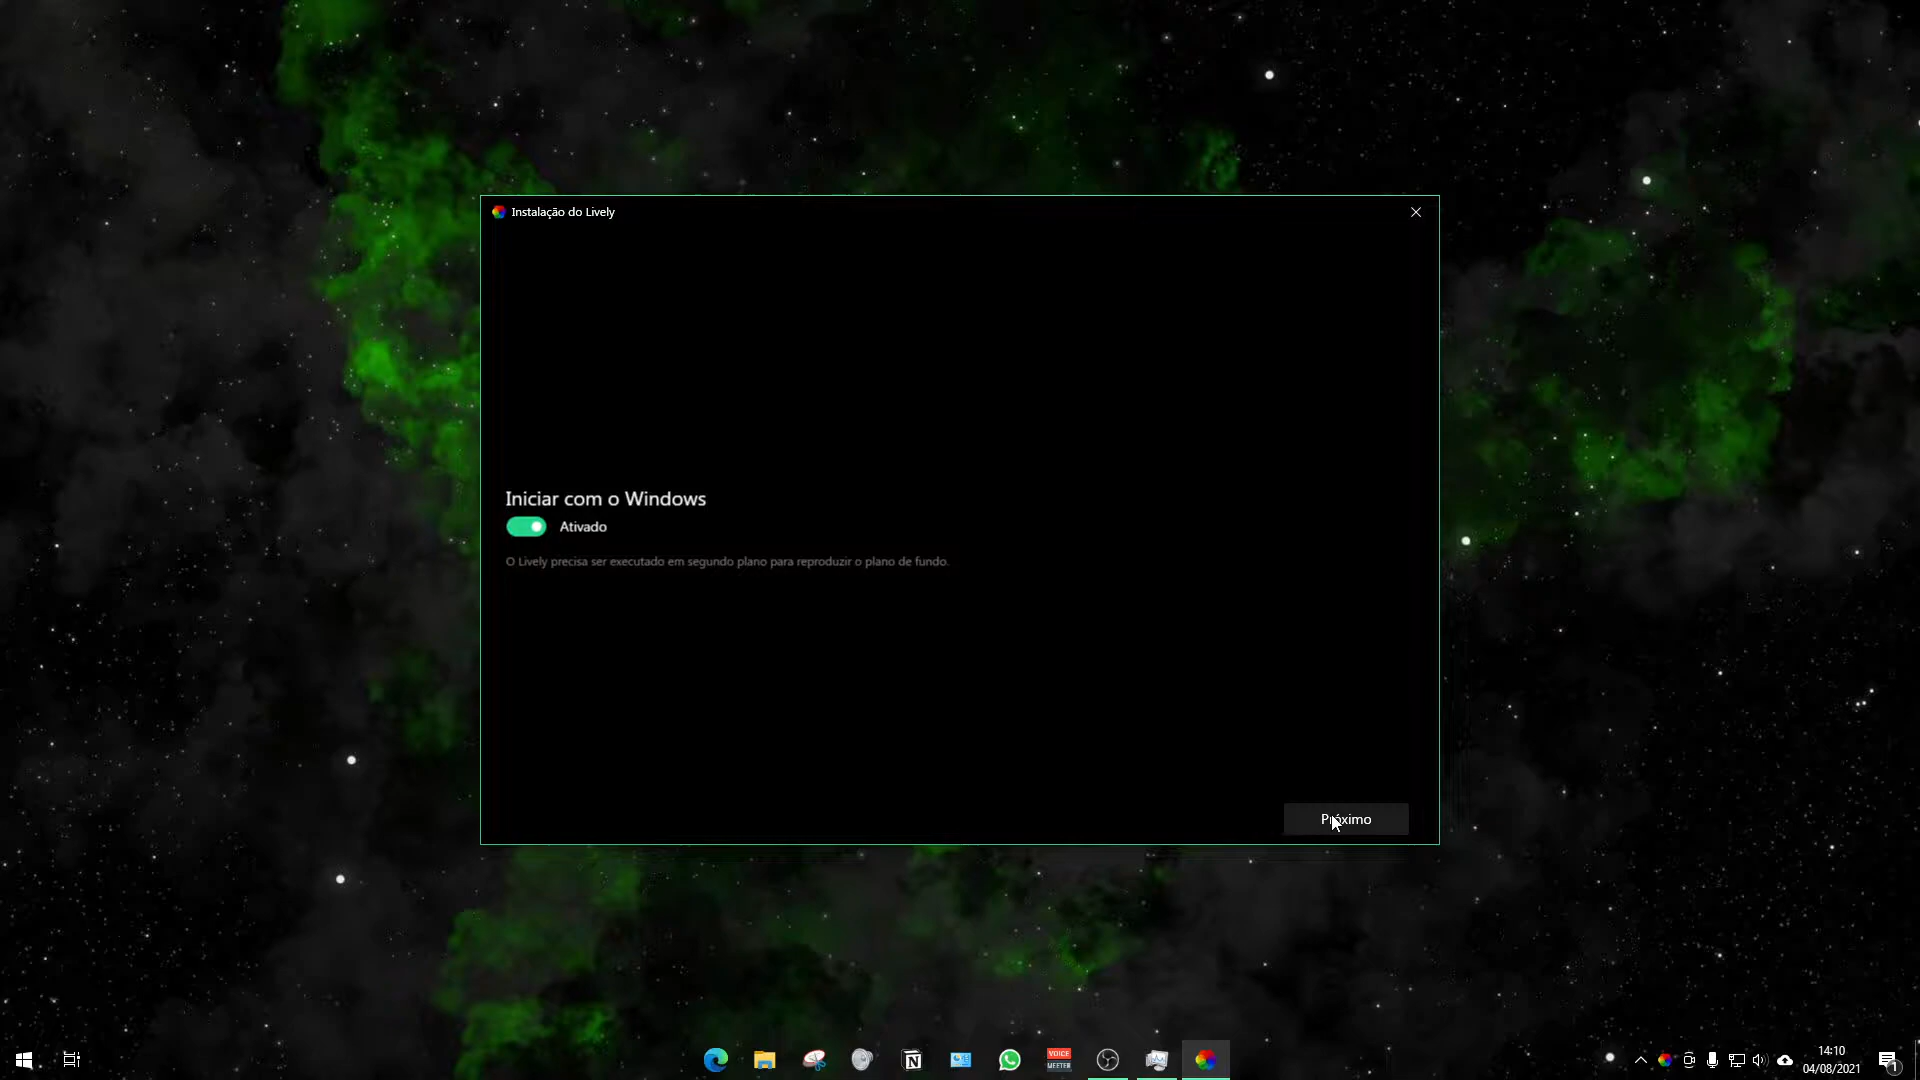 Instalação do Lively
Iniciar com o Windows
Ativado
O Lively precisa ser executado em segundo plano para reproduzir o plano de fundo.
Próximo
VOICE
MEETER
14:10
04/08/2021
1